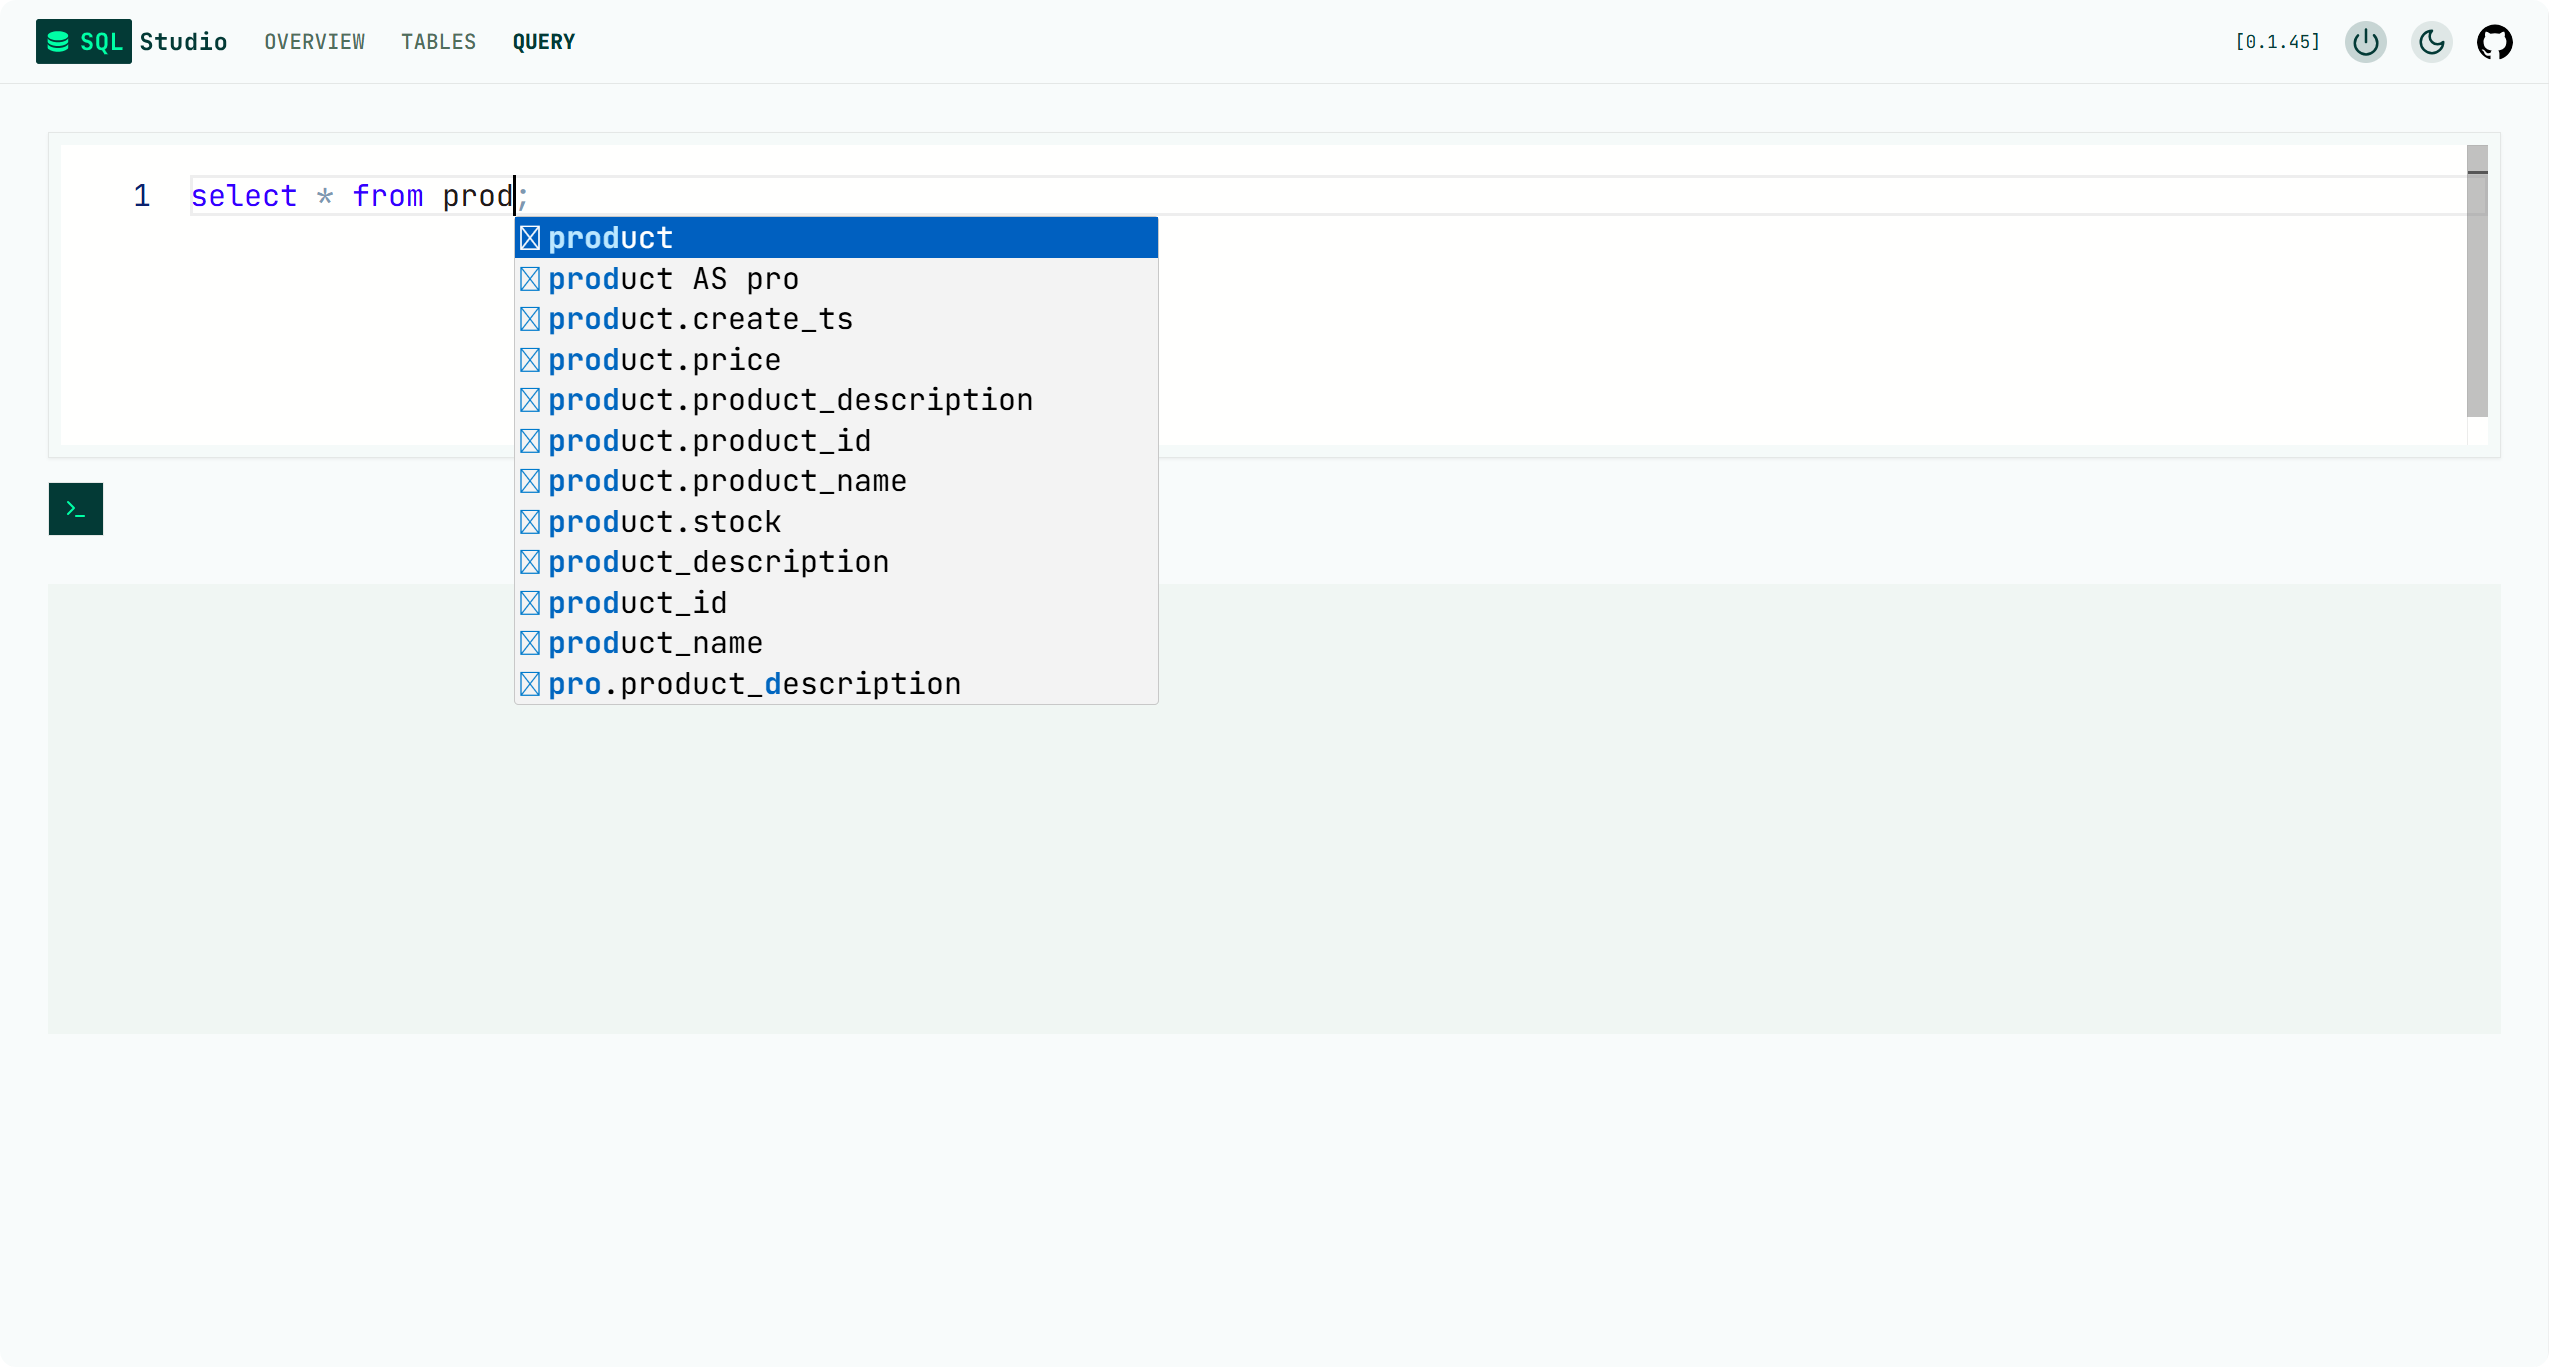 SQL Studio OVERVIEW TABLES QUERY [0.1.45]
1 select * from prod;
product
product AS pro
product.create_ts
product.price
product.product_description
product.product_id
product.product_name
product.stock
product_description
product_id
product_name
pro.product_description
>_